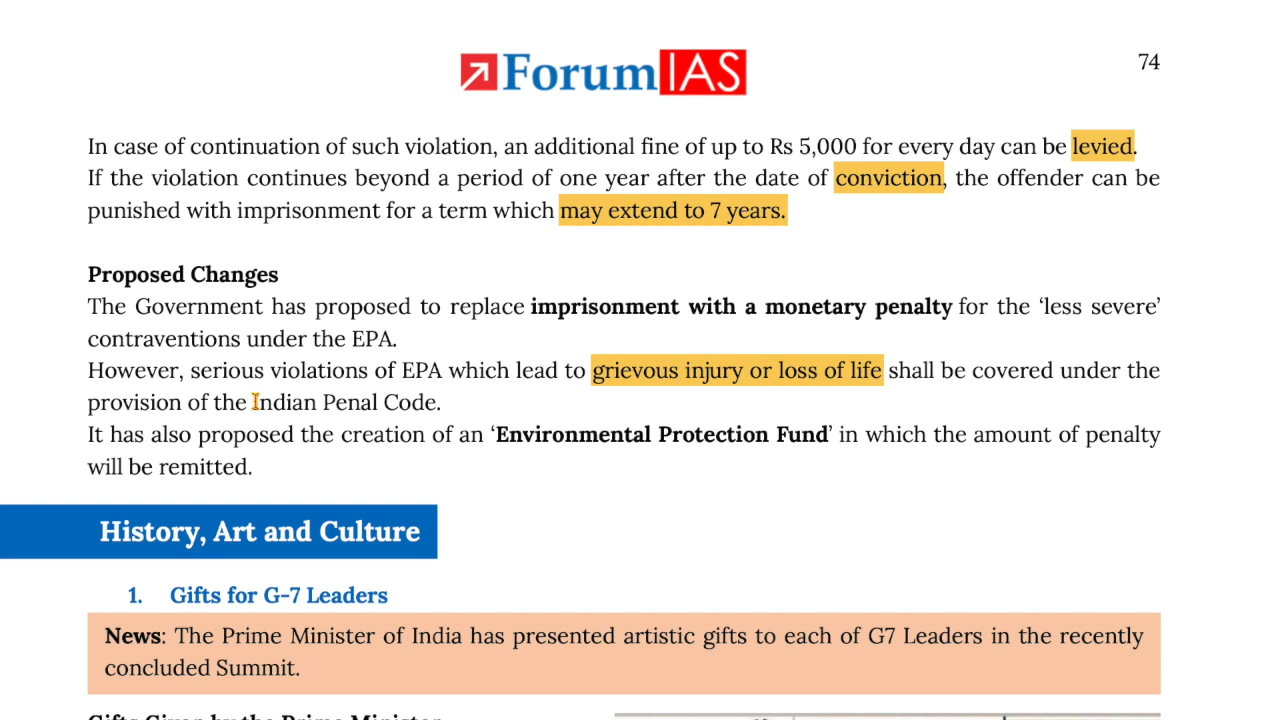 ForumIAS
74
In case of continuation of such violation, an additional fine of up to Rs 5,000 for every day can be levied.
If the violation continues beyond a period of one year after the date of conviction, the offender can be
punished with imprisonment for a term which may extend to 7 years.
Proposed Changes
The Government has proposed to replace imprisonment with a monetary penalty for the ‘less severe’
contraventions under the EPA.
However, serious violations of EPA which lead to grievous injury or loss of life shall be covered under the
provision of the Indian Penal Code.
It has also proposed the creation of an ‘Environmental Protection Fund’ in which the amount of penalty
will be remitted.
History, Art and Culture
1. Gifts for G-7 Leaders
News: The Prime Minister of India has presented artistic gifts to each of G7 Leaders in the recently
concluded Summit.
Gifts Given by the Prime Minister